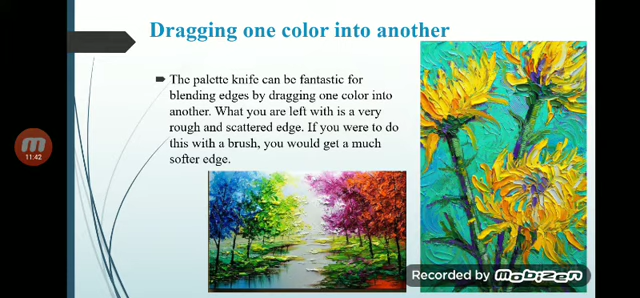 Dragging one color into another
The palette knife can be fantastic for
blending edges by dragging one color into
another. What you are left with is a very
rough and scattered edge. If you were to do
this with a brush, you would get a much
softer edge.
m
11:42
Recorded by mobizen